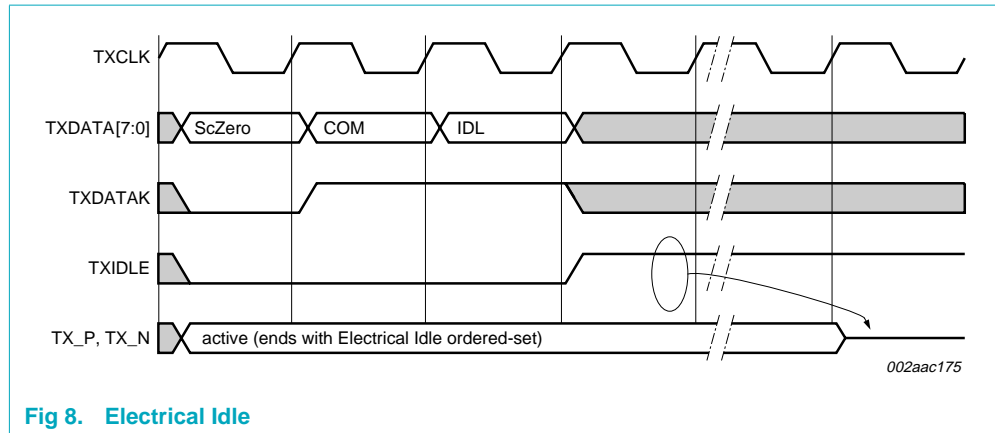 TXCLK
TXDATA[7:0] ScZero COM IDL
TXDATAK
TXIDLE
TX_P, TX_N active (ends with Electrical Idle ordered-set)
002aac175
Fig 8. Electrical Idle